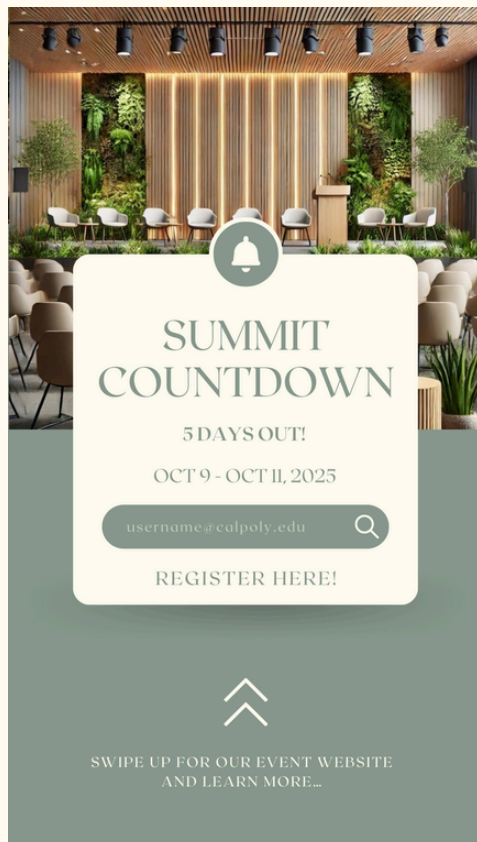 SUMMIT
COUNTDOWN
5 DAYS OUT!
OCT 9 - OCT 11, 2025
username@calpoly.edu
REGISTER HERE!
SWIPE UP FOR OUR EVENT WEBSITE
AND LEARN MORE...